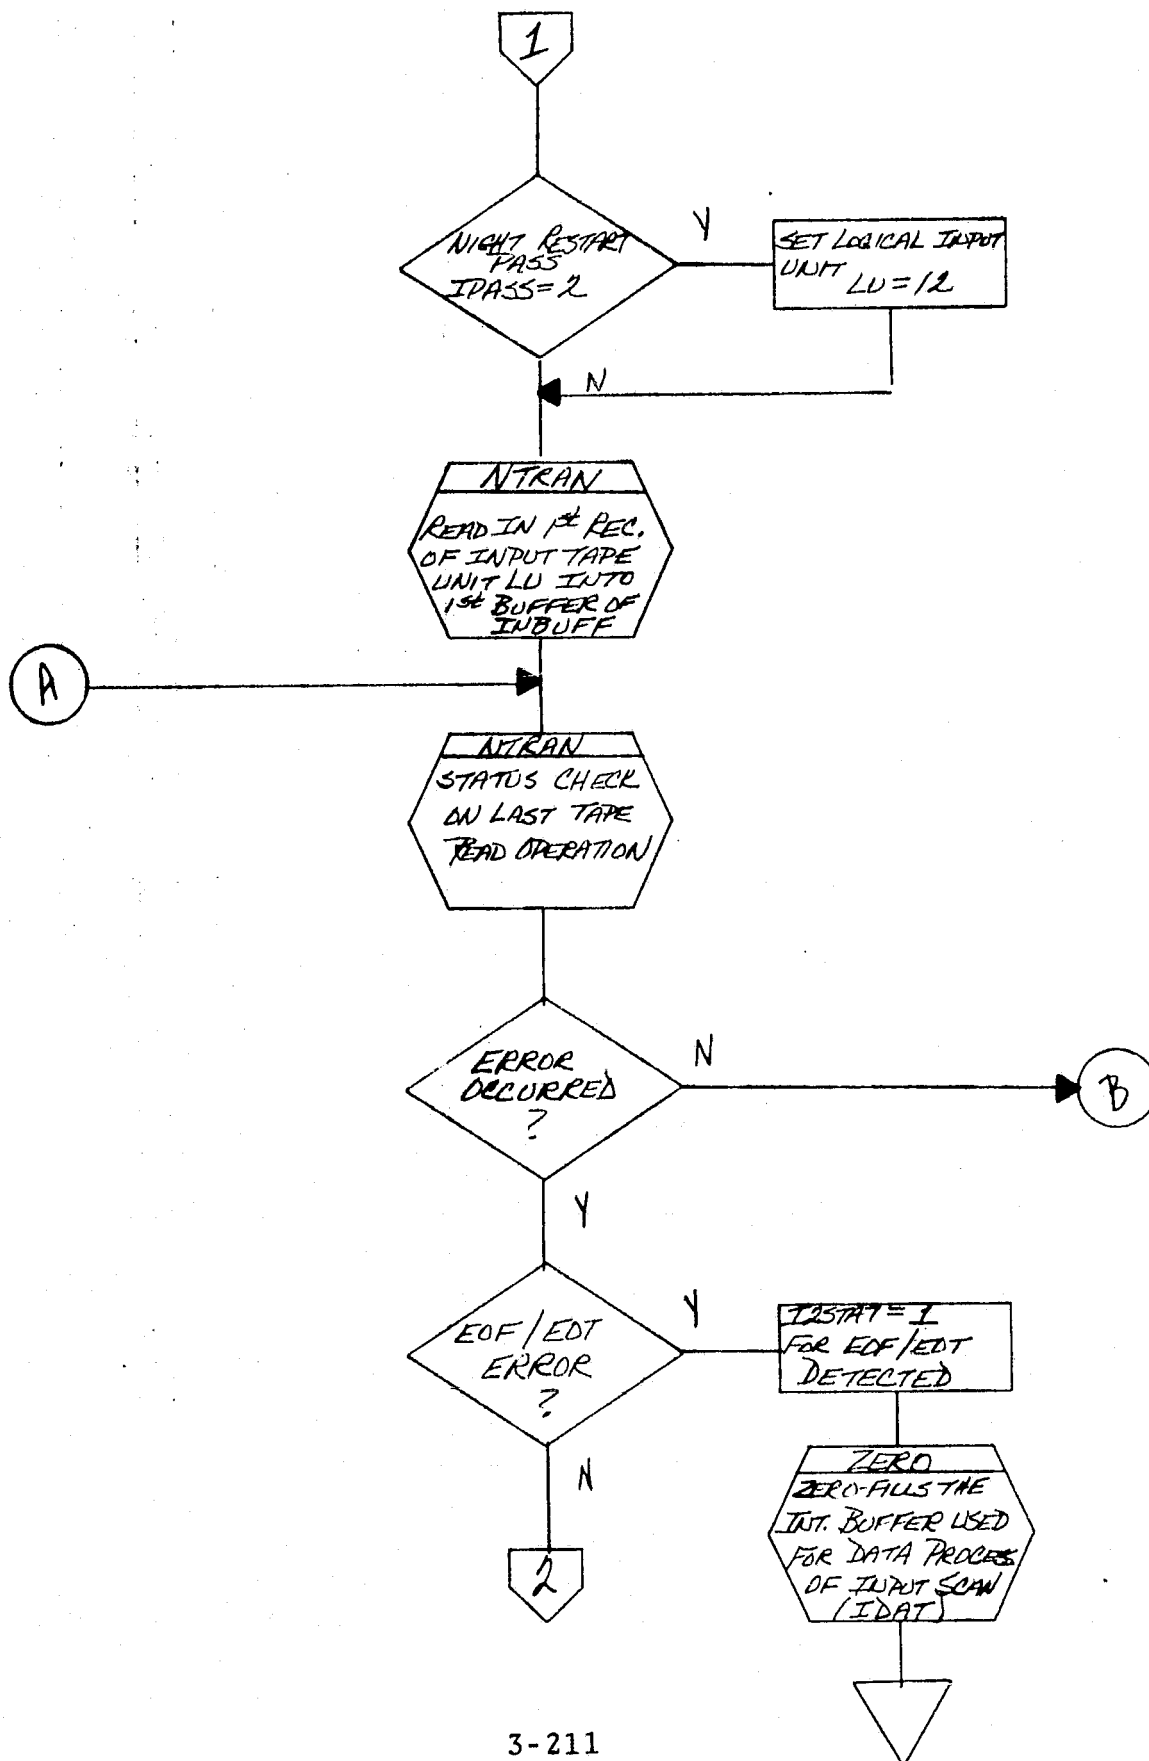 1
NIGHT RESTART
PASS
IPASS=2
Y
SET LOGICAL INPUT
UNIT
LU=12
N
NTRAN
READ IN 1st REC.
OF INPUT TAPE
UNIT LU INTO
1st BUFFER OF
INBUFF
A
NTRAN
STATUS CHECK
ON LAST TAPE
READ OPERATION
ERROR
OCCURRED
?
N
B
Y
EOF/EOT
ERROR
?
Y
I2STAT=1
FOR EOF/EOT
DETECTED
N
2
ZERO
ZERO-FILLS THE
INT. BUFFER USED
FOR DATA PROCES
OF INPUT SCAN
(IDAT)
3-211